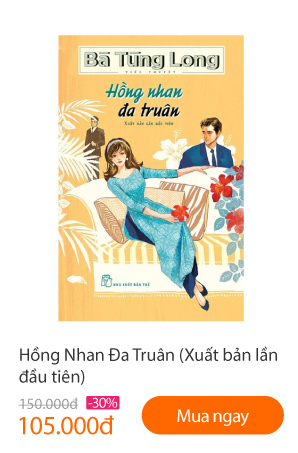 Bà Tùng Long
TIỂU THUYẾT
Hồng nhan
đa truân
Xuất bản lần đầu tiên
NHÀ XUẤT BẢN TRẺ
Hồng Nhan Đa Truân (Xuất bản lần
đầu tiên)
150.000đ -30%
105.000đ
Mua ngay